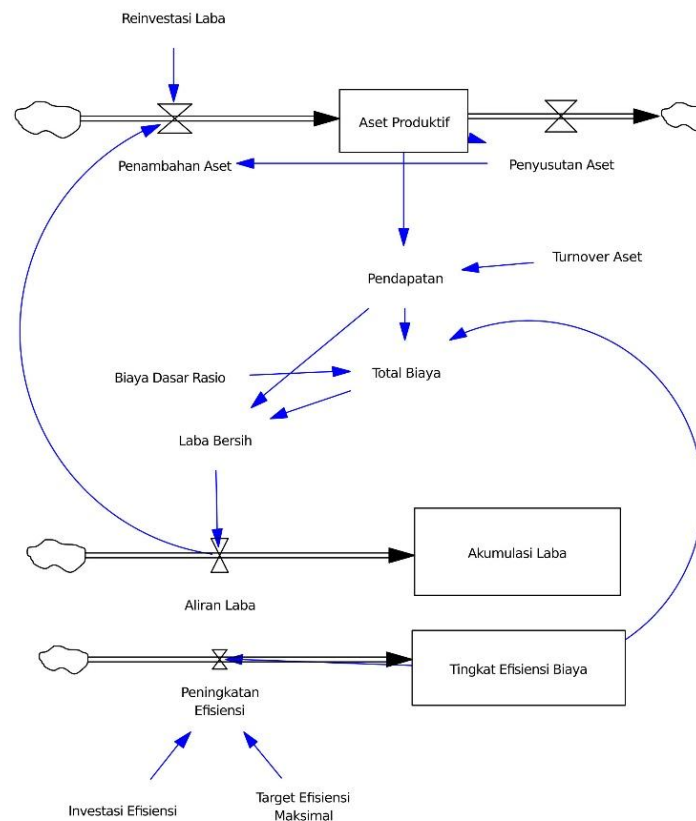 Reinvestasi Laba
Aset Produktif
Penambahan Aset
Penyusutan Aset
Turnover Aset
Pendapatan
Biaya Dasar Rasio
Total Biaya
Laba Bersih
Akumulasi Laba
Aliran Laba
Tingkat Efisiensi Biaya
Peningkatan
Efisiensi
Investasi Efisiensi
Target Efisiensi
Maksimal